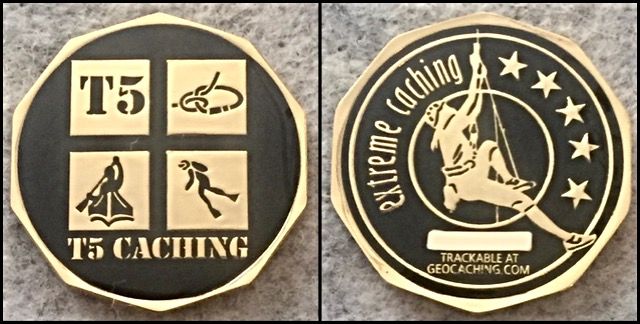 T5
T5 CACHING
extreme caching
TRACKABLE AT
GEOCACHING.COM